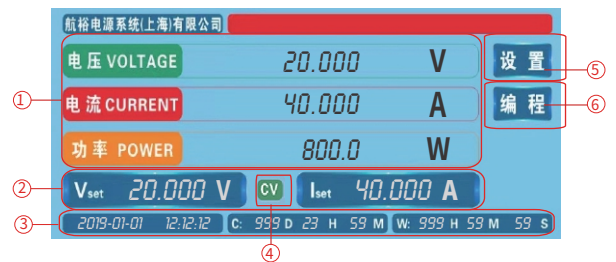 航裕电源系统(上海)有限公司
电压 VOLTAGE 20.000 V
设置
⑤
① 电流 CURRENT 40.000 A
编程
⑥
功率 POWER 800.0 W
② Vset 20.000 V CV Iset 40.000 A
③ 2019-01-01 12:12:12 C: 999 D 23 H 59 M W: 999 H 59 M 59 S
④